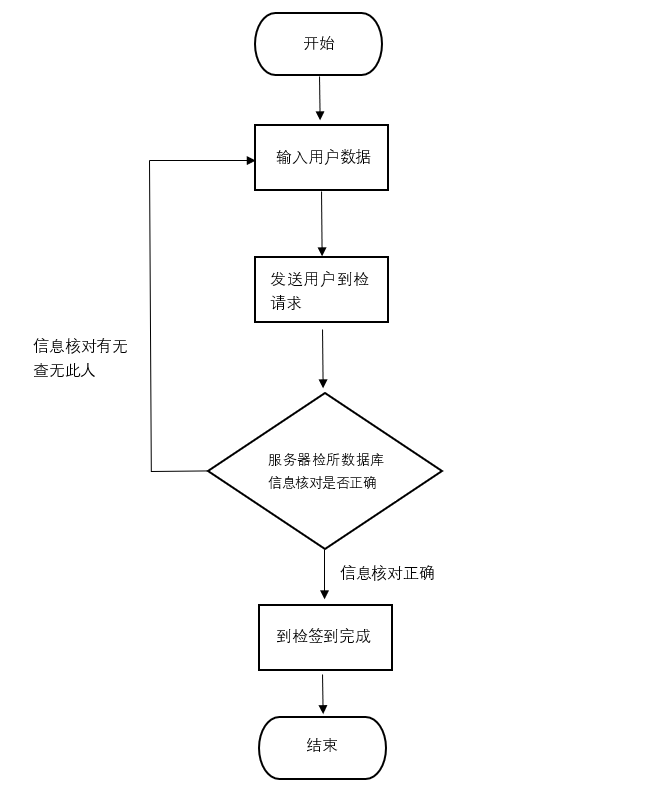 开始
输入用户数据
发送用户到检
请求
信息核对有无
查无此人
服务器检所数据库
信息核对是否正确
信息核对正确
到检签到完成
结束